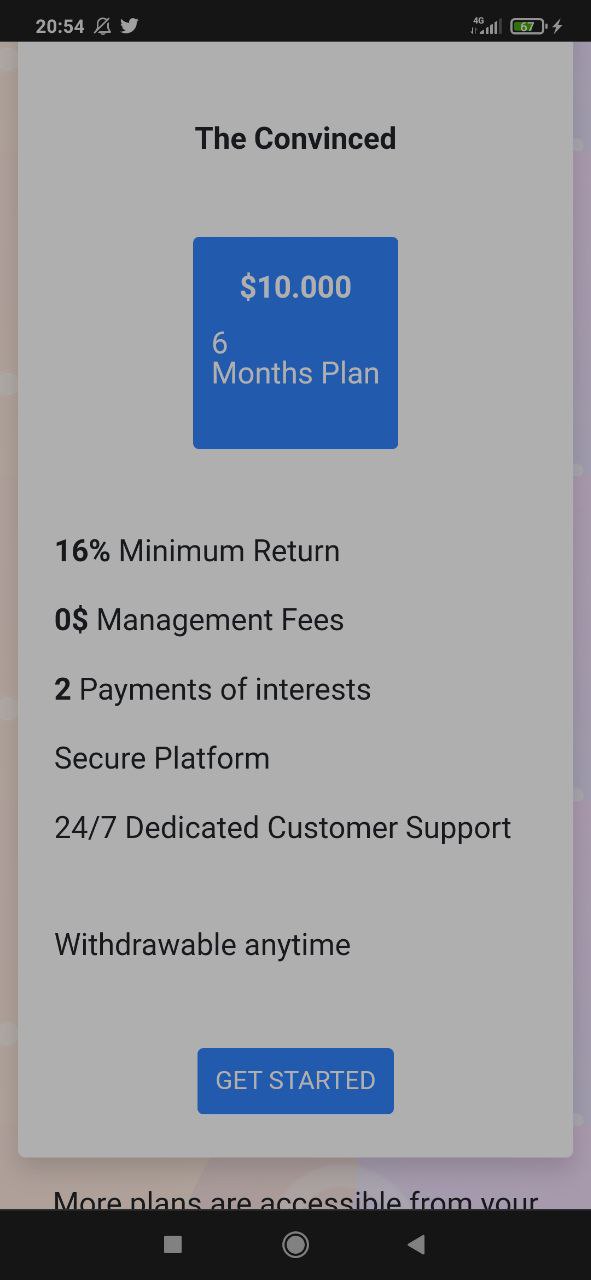 20:54
4G
67
The Convinced
$10.000
6
Months Plan
16% Minimum Return
0$ Management Fees
2 Payments of interests
Secure Platform
24/7 Dedicated Customer Support
Withdrawable anytime
GET STARTED
More plans are accessible from your